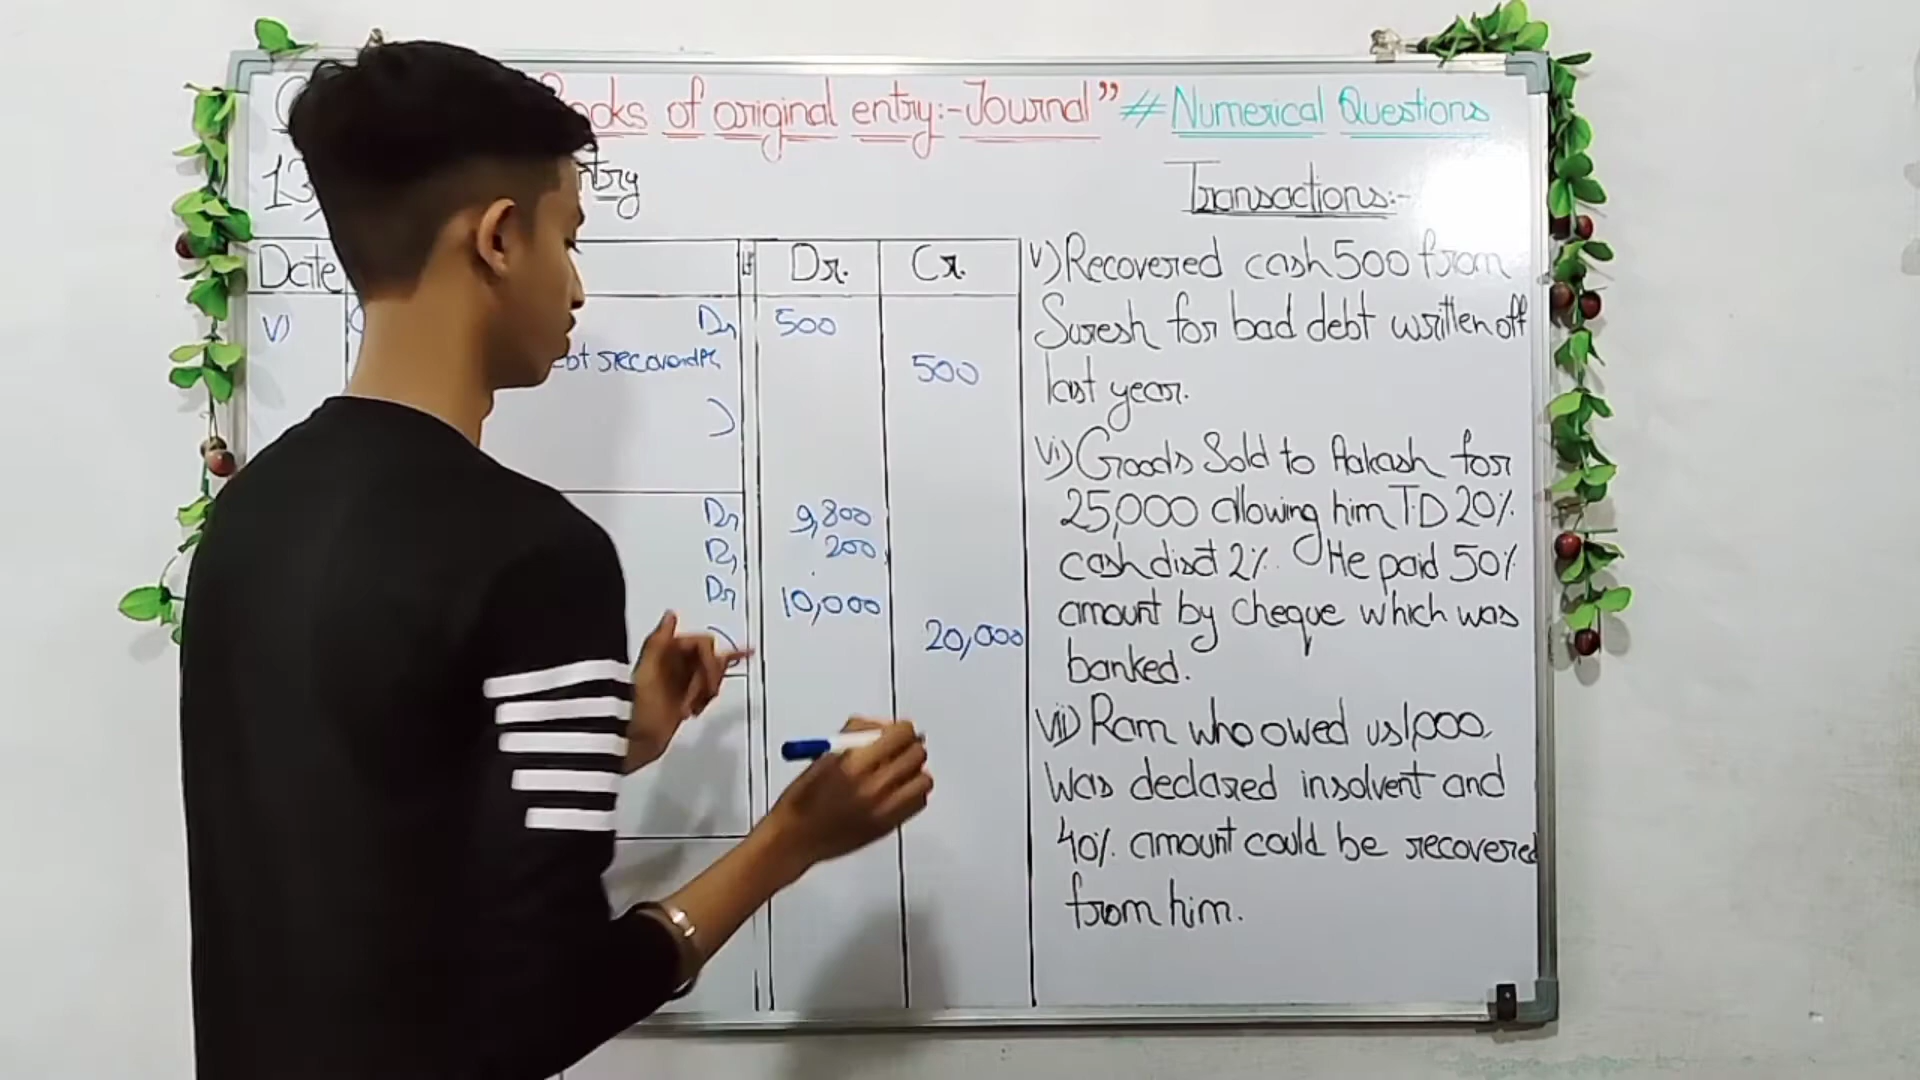 ooks of original entry:-Journal" # Numerical Questions
13, ntry
Transactions:-
Date Dr. Cr.
V) Dr 500
bt recovered A/c 500
)
Dr 9,800
Dr 200
Dr 10,000
) 20,000
V) Recovered cash 500 from
Suresh for bad debt written off
last year.
Vi) Goods Sold to Aakash for
25,000 allowing him T.D 20%
cash disct 2%. He paid 50%
amount by cheque which was
banked.
Vii) Ram who owed us 1,000.
Was declared insolvent and
40% amount could be recovered
from him.